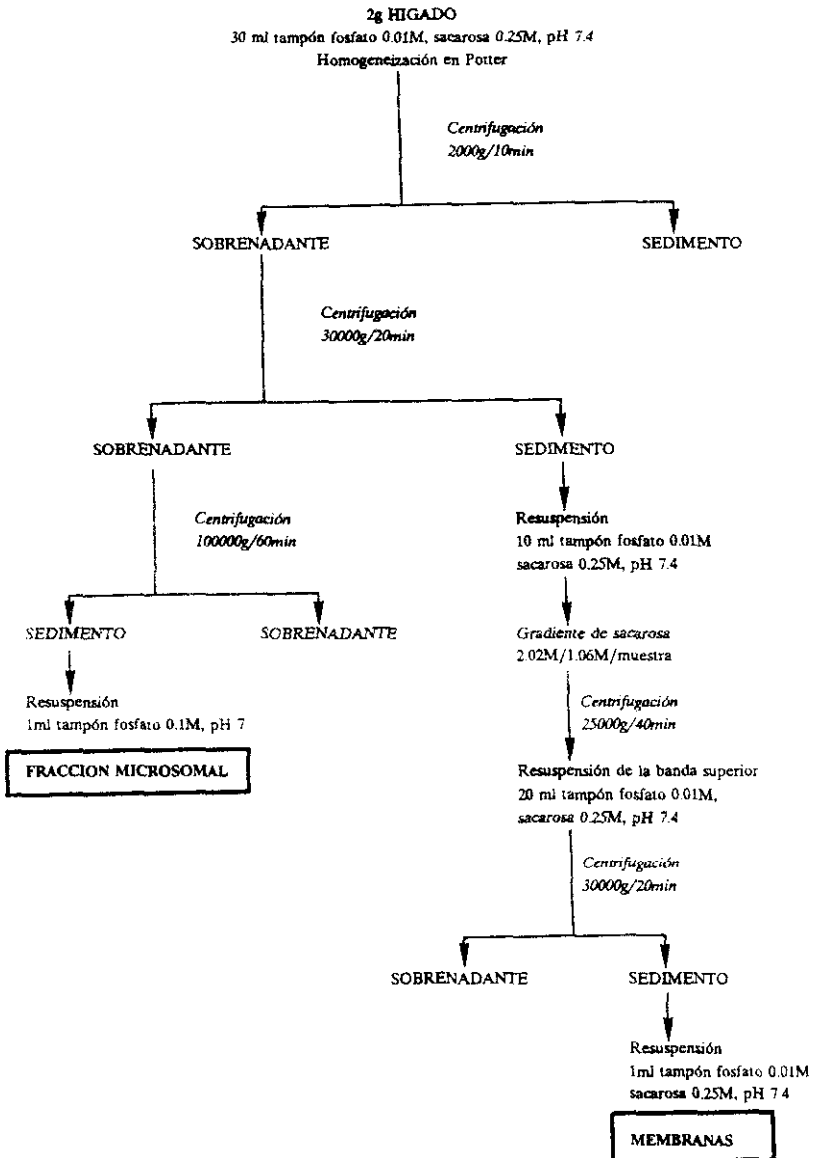 2g HIGADO
30 ml tampón fosfato 0.01M, sacarosa 0.25M, pH 7.4
Homogeneización en Potter
Centrifugación
2000g/10min
SOBRENADANTE
SEDIMENTO
Centrifugación
30000g/20min
SOBRENADANTE
SEDIMENTO
Centrifugación
100000g/60min
Resuspensión
10 ml tampón fosfato 0.01M
sacarosa 0.25M, pH 7.4
SEDIMENTO
SOBRENADANTE
Gradiente de sacarosa
2.02M/1.06M/muestra
Resuspensión
1ml tampón fosfato 0.1M, pH 7
FRACCION MICROSOMAL
Centrifugación
25000g/40min
Resuspensión de la banda superior
20 ml tampón fosfato 0.01M,
sacarosa 0.25M, pH 7.4
Centrifugación
30000g/20min
SOBRENADANTE
SEDIMENTO
Resuspensión
1ml tampón fosfato 0.01M
sacarosa 0.25M, pH 7 4
MEMBRANAS